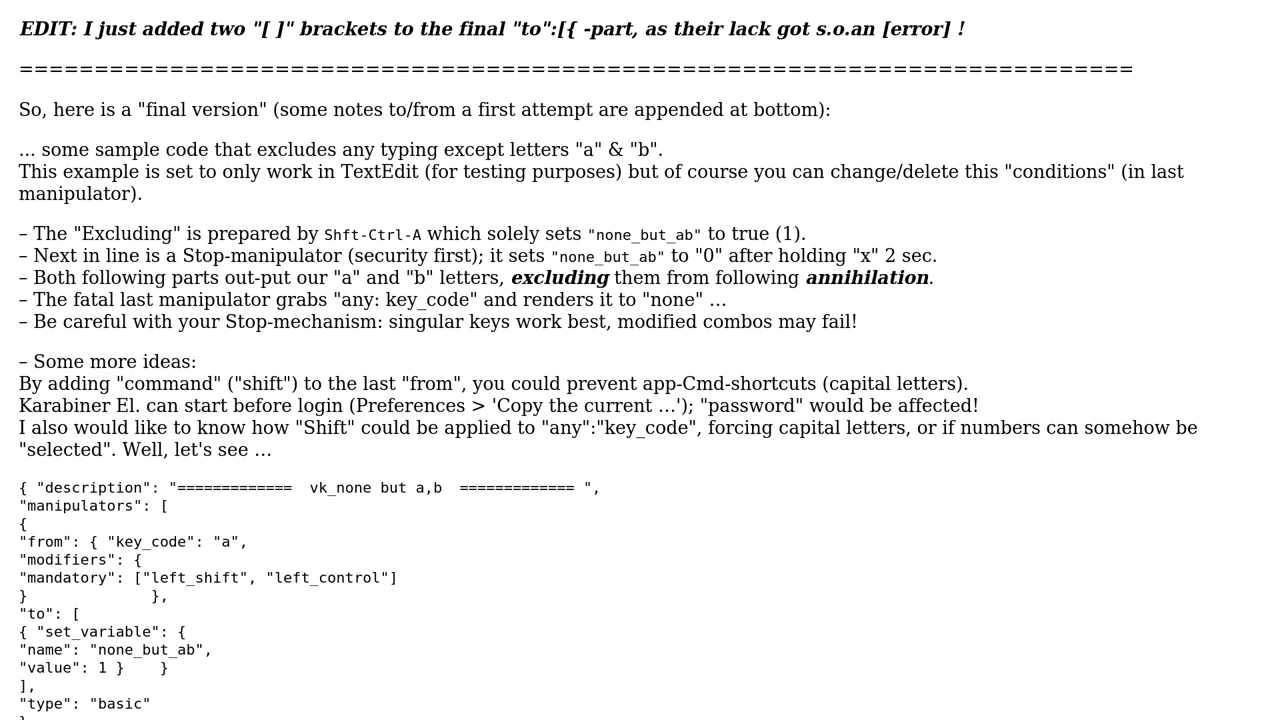 EDIT: I just added two "[ ]" brackets to the final "to":[{ -part, as their lack got s.o.an [error] !
==========================================================================
So, here is a "final version" (some notes to/from a first attempt are appended at bottom):
... some sample code that excludes any typing except letters "a" & "b".
This example is set to only work in TextEdit (for testing purposes) but of course you can change/delete this "conditions" (in last
manipulator).
– The "Excluding" is prepared by Shft-Ctrl-A which solely sets "none_but_ab" to true (1).
– Next in line is a Stop-manipulator (security first); it sets "none_but_ab" to "0" after holding "x" 2 sec.
– Both following parts out-put our "a" and "b" letters, excluding them from following annihilation.
– The fatal last manipulator grabs "any: key_code" and renders it to "none" …
– Be careful with your Stop-mechanism: singular keys work best, modified combos may fail!
– Some more ideas:
By adding "command" ("shift") to the last "from", you could prevent app-Cmd-shortcuts (capital letters).
Karabiner El. can start before login (Preferences > 'Copy the current …'); "password" would be affected!
I also would like to know how "Shift" could be applied to "any":"key_code", forcing capital letters, or if numbers can somehow be
"selected". Well, let's see …
{ "description": "=============  vk_none but a,b  ============= ",
"manipulators": [
{
"from": { "key_code": "a",
"modifiers": {
"mandatory": ["left_shift", "left_control"]
}              },
"to": [
{ "set_variable": {
"name": "none_but_ab",
"value": 1 }    }
],
"type": "basic"
}